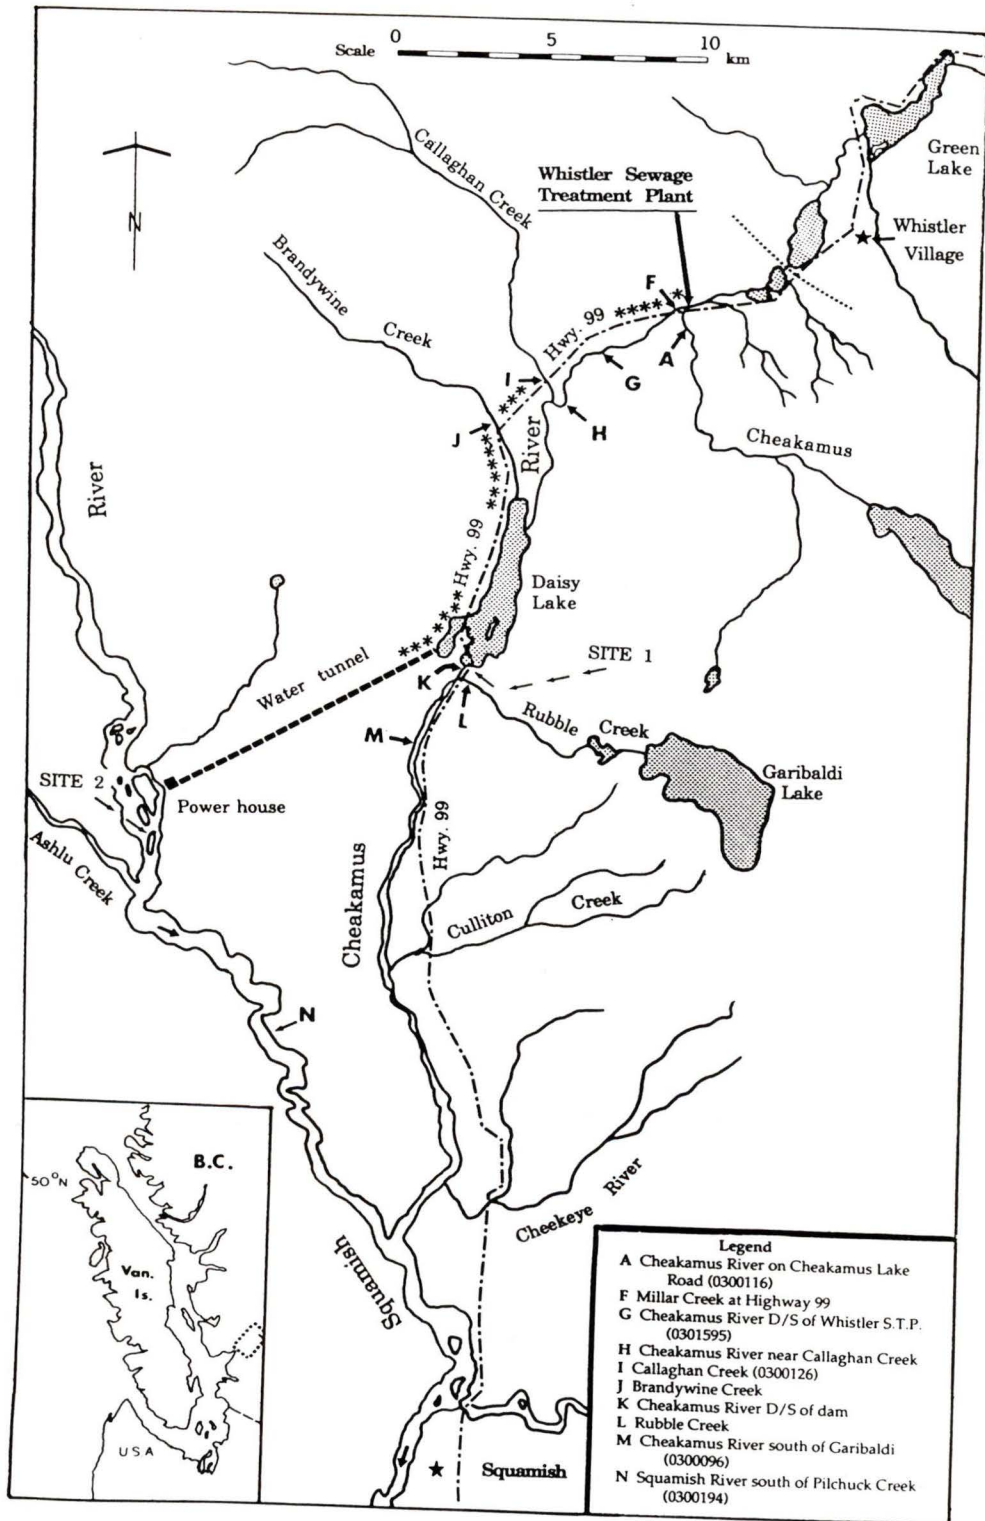 Scale 0 5 10 km
N
Callaghan Creek
Brandywine Creek
Whistler Sewage
Treatment Plant
Green
Lake
Whistler
Village
F
Hwy. 99
A
G
I
H
J
River
Cheakamus
River
Hwy. 99
Daisy
Lake
Water tunnel
SITE 1
K
L
Rubble Creek
M
Garibaldi
Lake
SITE 2
Power house
Ashlu Creek
Hwy. 99
Cheakamus
Culliton Creek
N
Cheekeye River
Squamish
Squamish
50°N
B.C.
Van.
Is.
USA
Legend
A Cheakamus River on Cheakamus Lake
Road (0300116)
F Millar Creek at Highway 99
G Cheakamus River D/S of Whistler S.T.P.
(0301595)
H Cheakamus River near Callaghan Creek
I Callaghan Creek (0300126)
J Brandywine Creek
K Cheakamus River D/S of dam
L Rubble Creek
M Cheakamus River south of Garibaldi
(0300096)
N Squamish River south of Pilchuck Creek
(0300194)